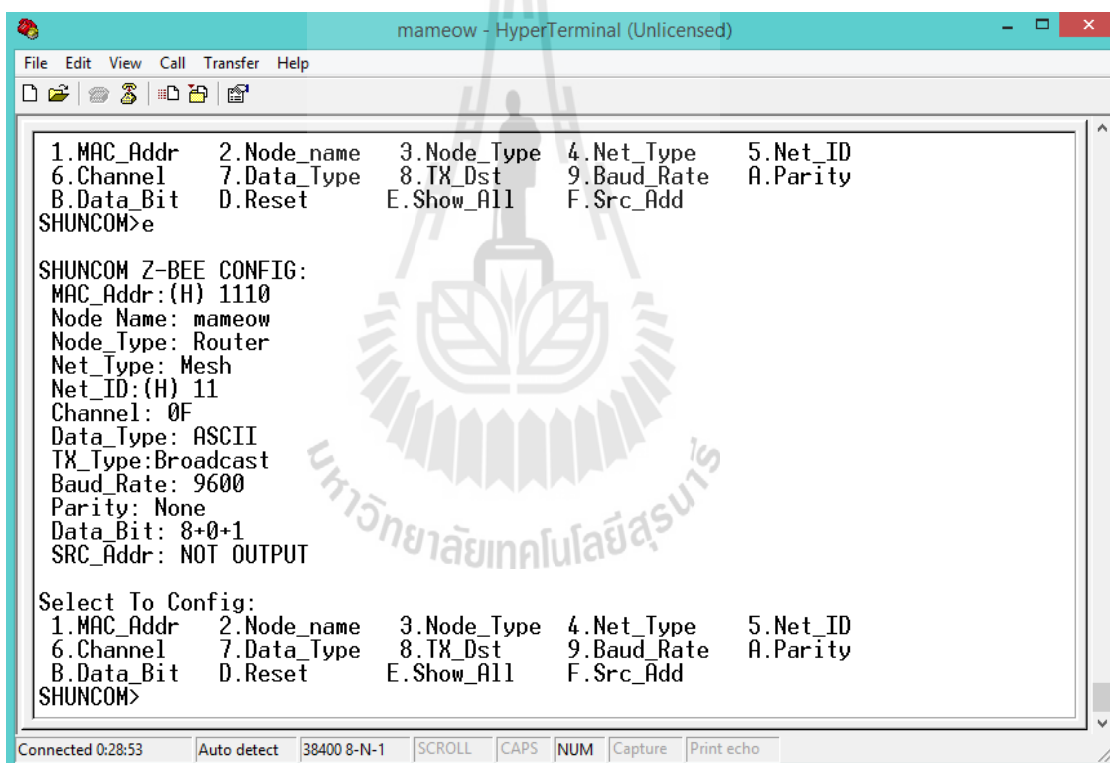 mameow - HyperTerminal (Unlicensed)
File Edit View Call Transfer Help
1.MAC_Addr 2.Node_name 3.Node_Type 4.Net_Type 5.Net_ID
6.Channel 7.Data_Type 8.TX_Dst 9.Baud_Rate A.Parity
B.Data_Bit D.Reset E.Show_All F.Src_Add
SHUNCOM>e
SHUNCOM Z-BEE CONFIG:
MAC_Addr:(H) 1110
Node Name: mameow
Node_Type: Router
Net_Type: Mesh
Net_ID:(H) 11
Channel: 0F
Data_Type: ASCII
TX_Type:Broadcast
Baud_Rate: 9600
Parity: None
Data_Bit: 8+0+1
SRC_Addr: NOT OUTPUT
Select To Config:
1.MAC_Addr 2.Node_name 3.Node_Type 4.Net_Type 5.Net_ID
6.Channel 7.Data_Type 8.TX_Dst 9.Baud_Rate A.Parity
B.Data_Bit D.Reset E.Show_All F.Src_Add
SHUNCOM>
มหาวิทยาลัยเทคโนโลยีสุรนารี
Connected 0:28:53 Auto detect 38400 8-N-1 SCROLL CAPS NUM Capture Print echo